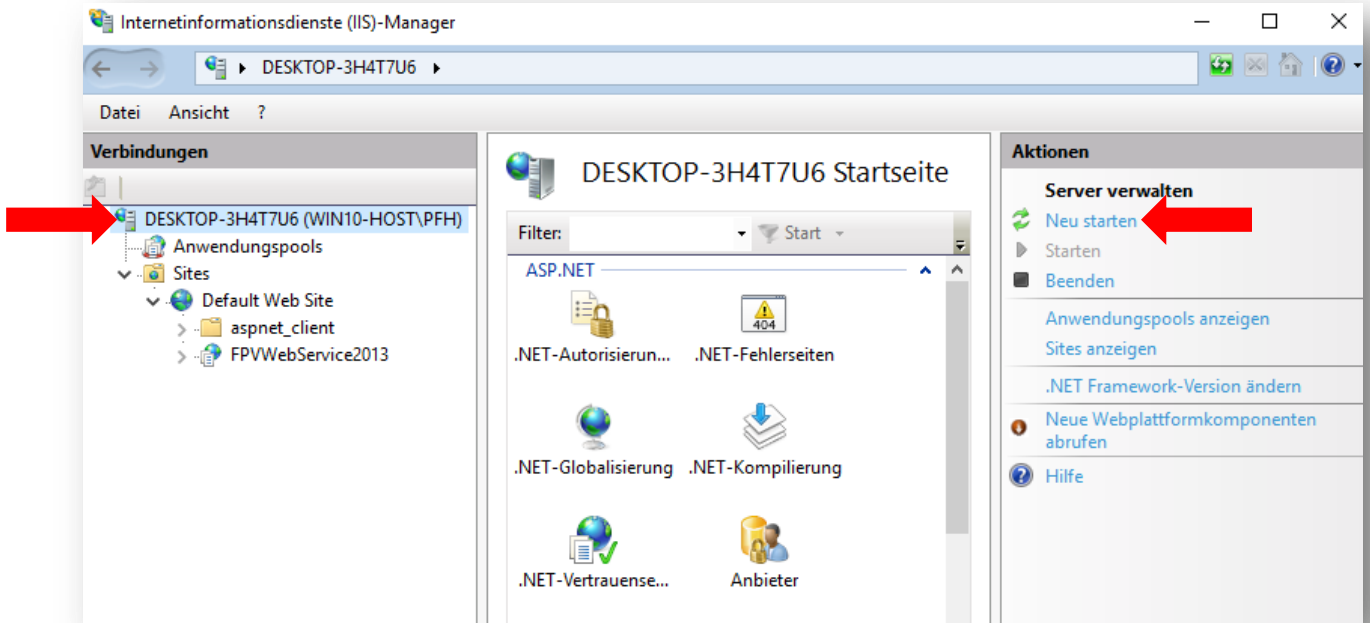 Internetinformationsdienste (IIS)-Manager
DESKTOP-3H4T7U6
Datei Ansicht ?
Verbindungen
DESKTOP-3H4T7U6 (WIN10-HOST\PFH)
Anwendungspools
Sites
Default Web Site
aspnet_client
FPVWebService2013
DESKTOP-3H4T7U6 Startseite
Filter: Start
ASP.NET
.NET-Autorisierun...
.NET-Fehlerseiten
404
.NET-Globalisierung
.NET-Kompilierung
.NET-Vertrauense...
Anbieter
Aktionen
Server verwalten
Neu starten
Starten
Beenden
Anwendungspools anzeigen
Sites anzeigen
.NET Framework-Version ändern
Neue Webplattformkomponenten
abrufen
Hilfe